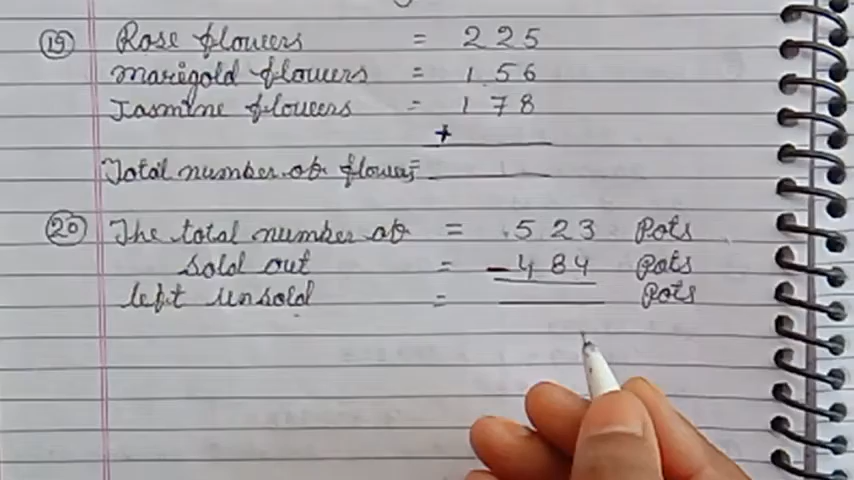 19 Rose flowers = 225
Marigold flowers = 156
Jasmine flowers = 178
+
Total number of flowers =
20 The total number of = 523 Pots
sold out = - 484 Pots
left unsold = Pots